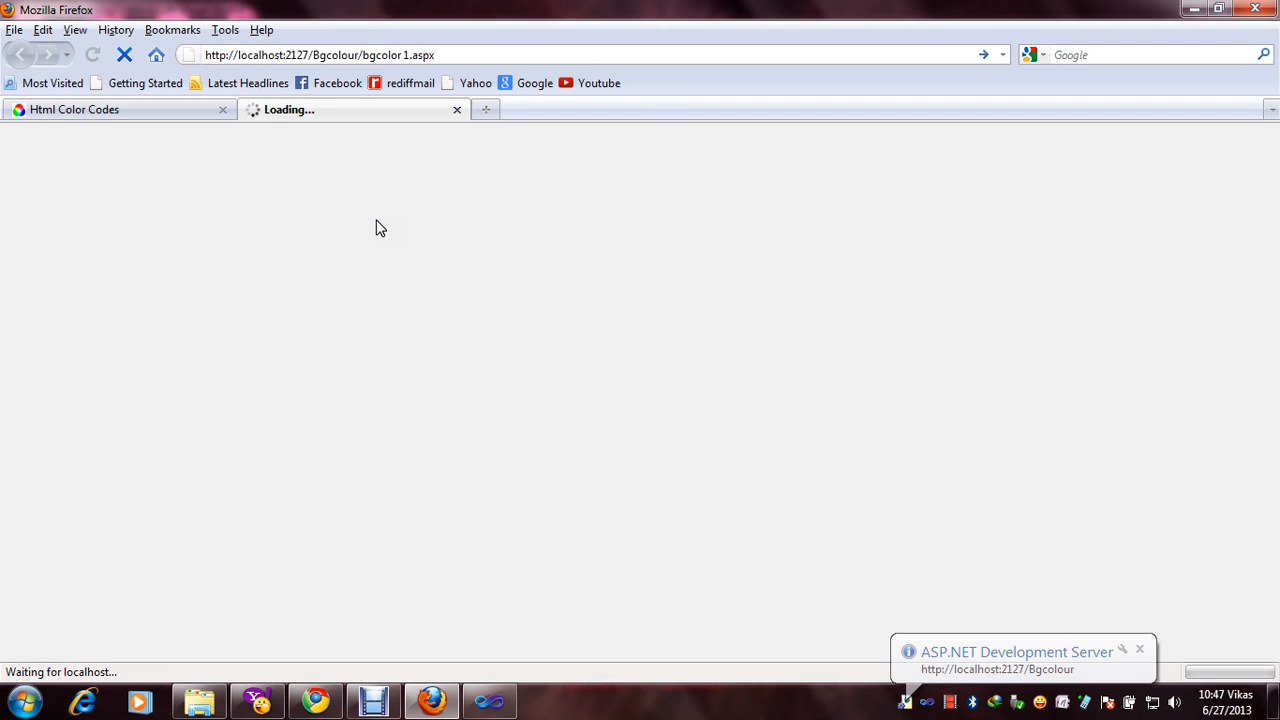 Mozilla Firefox
File Edit View History Bookmarks Tools Help
http://localhost:2127/Bgcolour/bgcolor1.aspx Google
Most Visited Getting Started Latest Headlines Facebook rediffmail Yahoo Google Youtube
Html Color Codes Loading...
ASP.NET Development Server
http://localhost:2127/Bgcolour
Waiting for localhost...
10:47 Vikas
6/27/2013